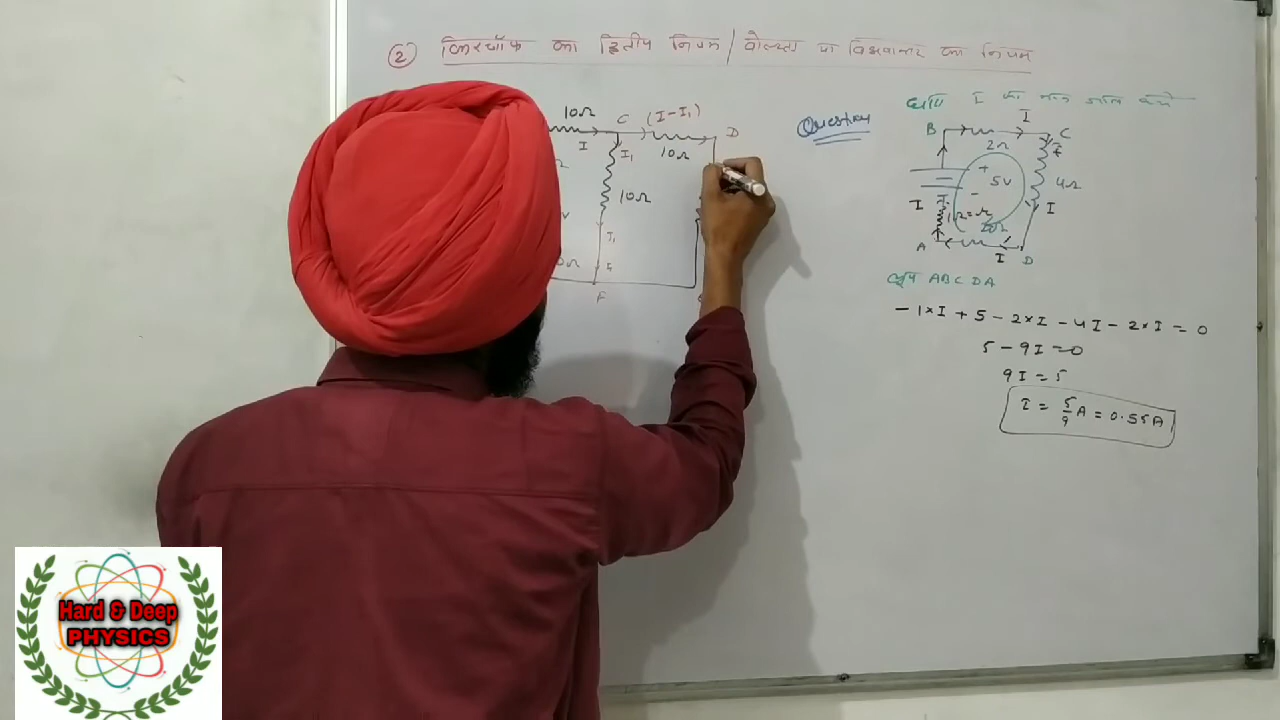 ② किरचॉफ का द्वितीय नियम / वोल्टता या विभवान्तर का नियम
10Ω C (I-I₁) D
I I₁ 10Ω
10Ω
I₁
F
Question
I का मान ज्ञात करो
I
B C
2Ω
+ 5V
-
4Ω
I I
A I D
लूप ABCDA
-1×I + 5 - 2×I - 4I - 2×I = 0
5 - 9I = 0
9I = 5
I = 5/9 A = 0.55A
Hard & Deep
PHYSICS